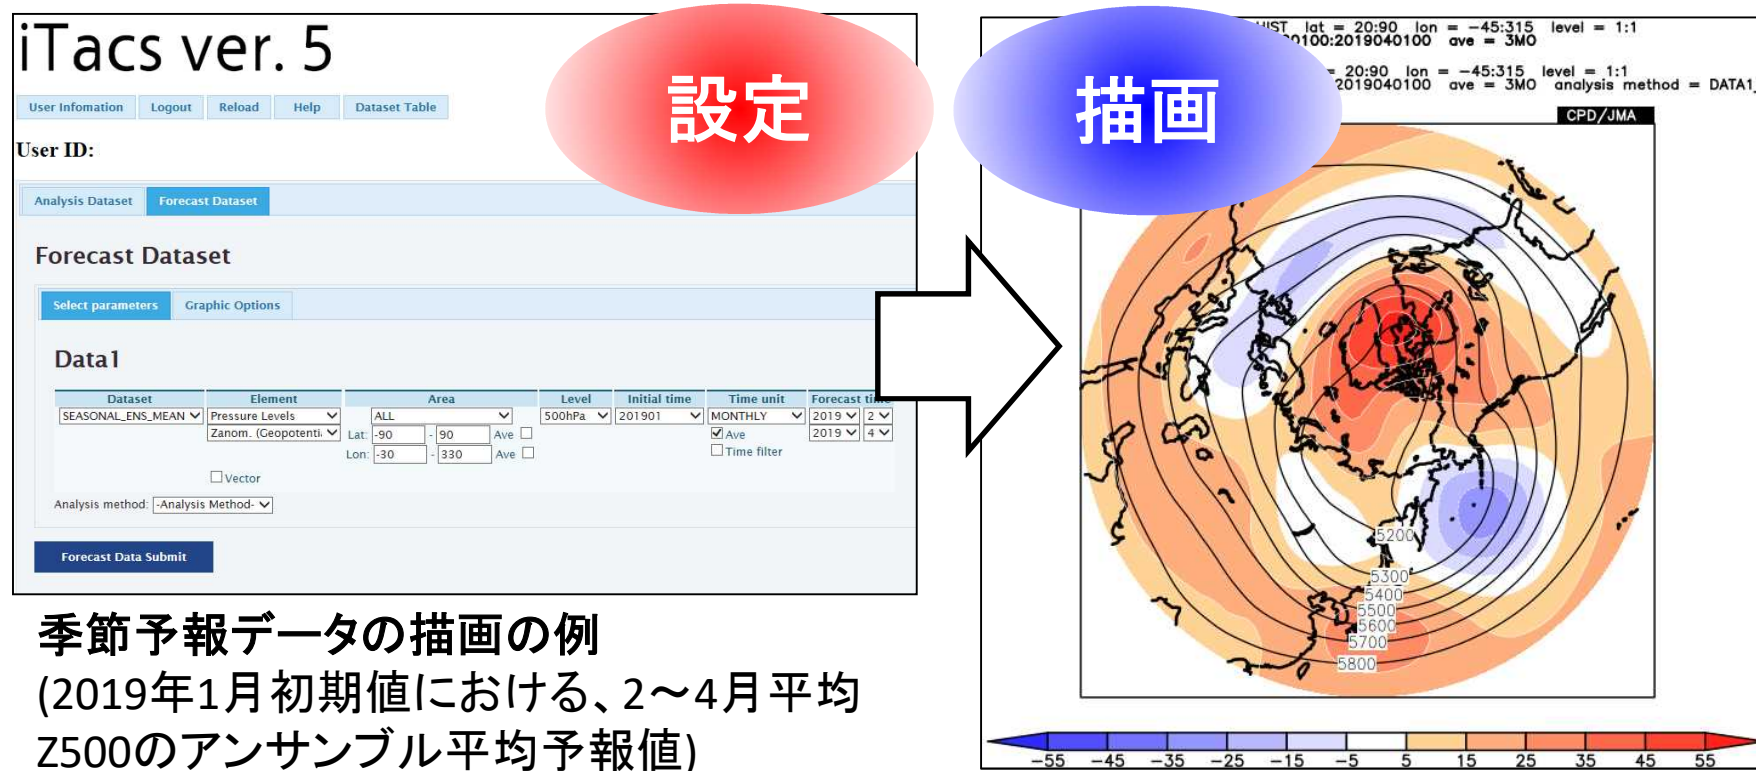 iTacs ver. 5
User Infomation Logout Reload Help Dataset Table
User ID:
設定
描画
Analysis Dataset Forecast Dataset
Forecast Dataset
Select parameters Graphic Options
Data1
Dataset Element Area Level Initial time Time unit Forecast time
SEASONAL_ENS_MEAN Pressure Levels ALL 500hPa 201901 MONTHLY 2019 2
Zanom. (Geopotenti Lat: -90 - 90 Ave Ave 2019 4
Lon: -30 - 330 Ave Time filter
Vector
Analysis method: -Analysis Method-
Forecast Data Submit
季節予報データの描画の例
(2019年1月初期値における、2～4月平均
Z500のアンサンブル平均予報値)
HIST lat = 20:90 lon = -45:315 level = 1:1
0100:2019040100 ave = 3MO
= 20:90 lon = -45:315 level = 1:1
2019040100 ave = 3MO analysis method = DATA1_
CPD/JMA
5200
5300
5400
5500
5600
5700
5800
-55 -45 -35 -25 -15 -5 5 15 25 35 45 55